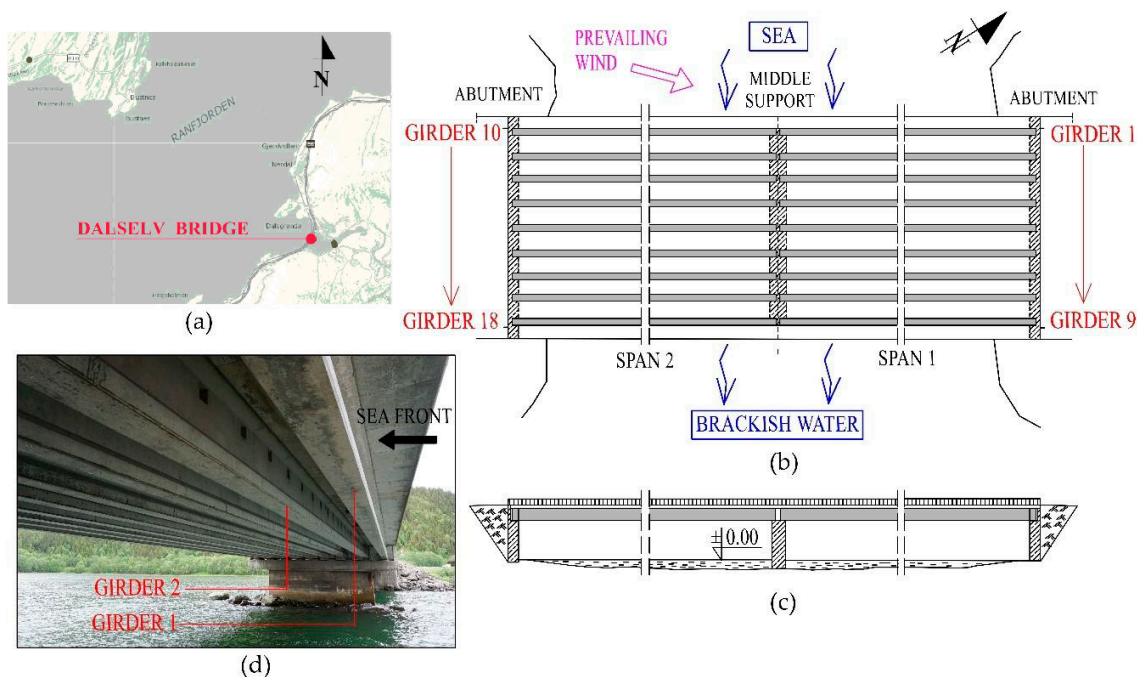 N
RANFJORDEN
DALSELV BRIDGE
(a)
PREVAILING
WIND
SEA
N
MIDDLE
SUPPORT
ABUTMENT
ABUTMENT
GIRDER 10
GIRDER 1
GIRDER 18
GIRDER 9
SPAN 2
SPAN 1
BRACKISH WATER
(b)
± 0.00
(c)
SEA FRONT
GIRDER 2
GIRDER 1
(d)